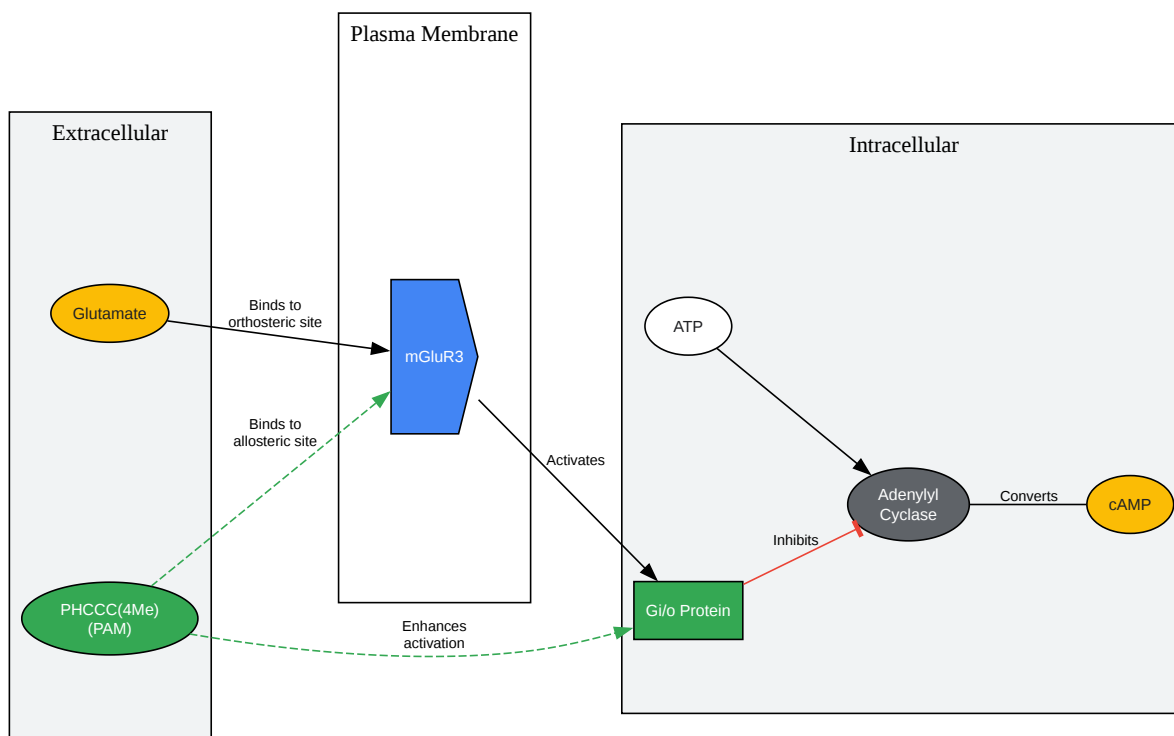 Plasma Membrane
Extracellular
Intracellular
Glutamate
Binds to
orthosteric site
mGluR3
ATP
Binds to
allosteric site
Activates
Adenylyl
Cyclase
Converts
cAMP
Inhibits
PHCCC(4Me)
(PAM)
Enhances
activation
Gi/o Protein